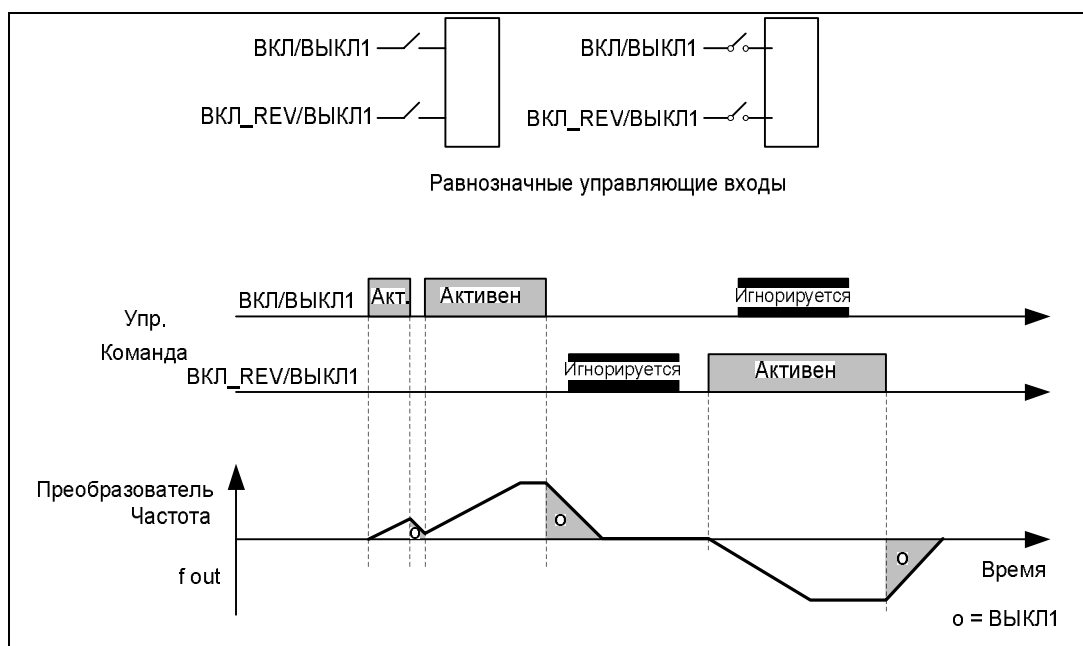 ВКЛ/ВЫКЛ1
ВКЛ/ВЫКЛ1
ВКЛ_REV/ВЫКЛ1
ВКЛ_REV/ВЫКЛ1
Равнозначные управляющие входы
ВКЛ/ВЫКЛ1
Акт.
Активен
Игнорируется
Упр.
Команда
ВКЛ_REV/ВЫКЛ1
Игнорируется
Активен
Преобразователь
Частота
f out
o
o
o
Время
o = ВЫКЛ1